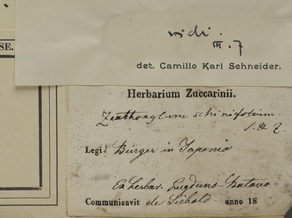 vidi.
III. 7
det. Camillo Karl Schneider.
SE.
Herbarium Zuccarinii.
Zanthoxylum schinifolium
S. & Z.
Legit Bürger in Japonia
Ex herbar. Lugduno-Batavo
Communicavit de Siebold anno 18